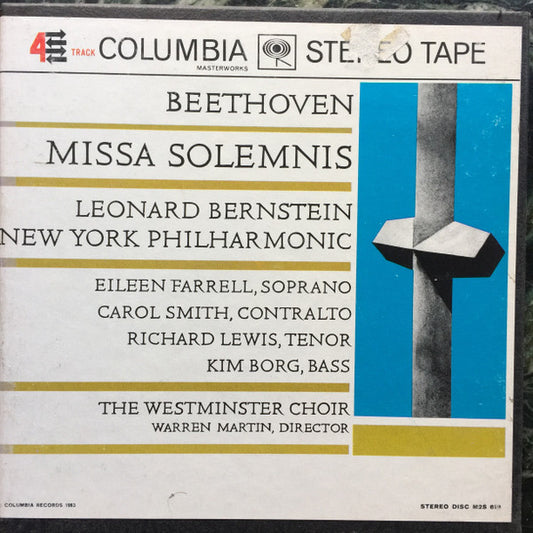 4 TRACK COLUMBIA STEREO TAPE
MASTERWORKS
BEETHOVEN
MISSA SOLEMNIS
LEONARD BERNSTEIN
NEW YORK PHILHARMONIC
EILEEN FARRELL, SOPRANO
CAROL SMITH, CONTRALTO
RICHARD LEWIS, TENOR
KIM BORG, BASS
THE WESTMINSTER CHOIR
WARREN MARTIN, DIRECTOR
COLUMBIA RECORDS 1963
STEREO DISC M2S